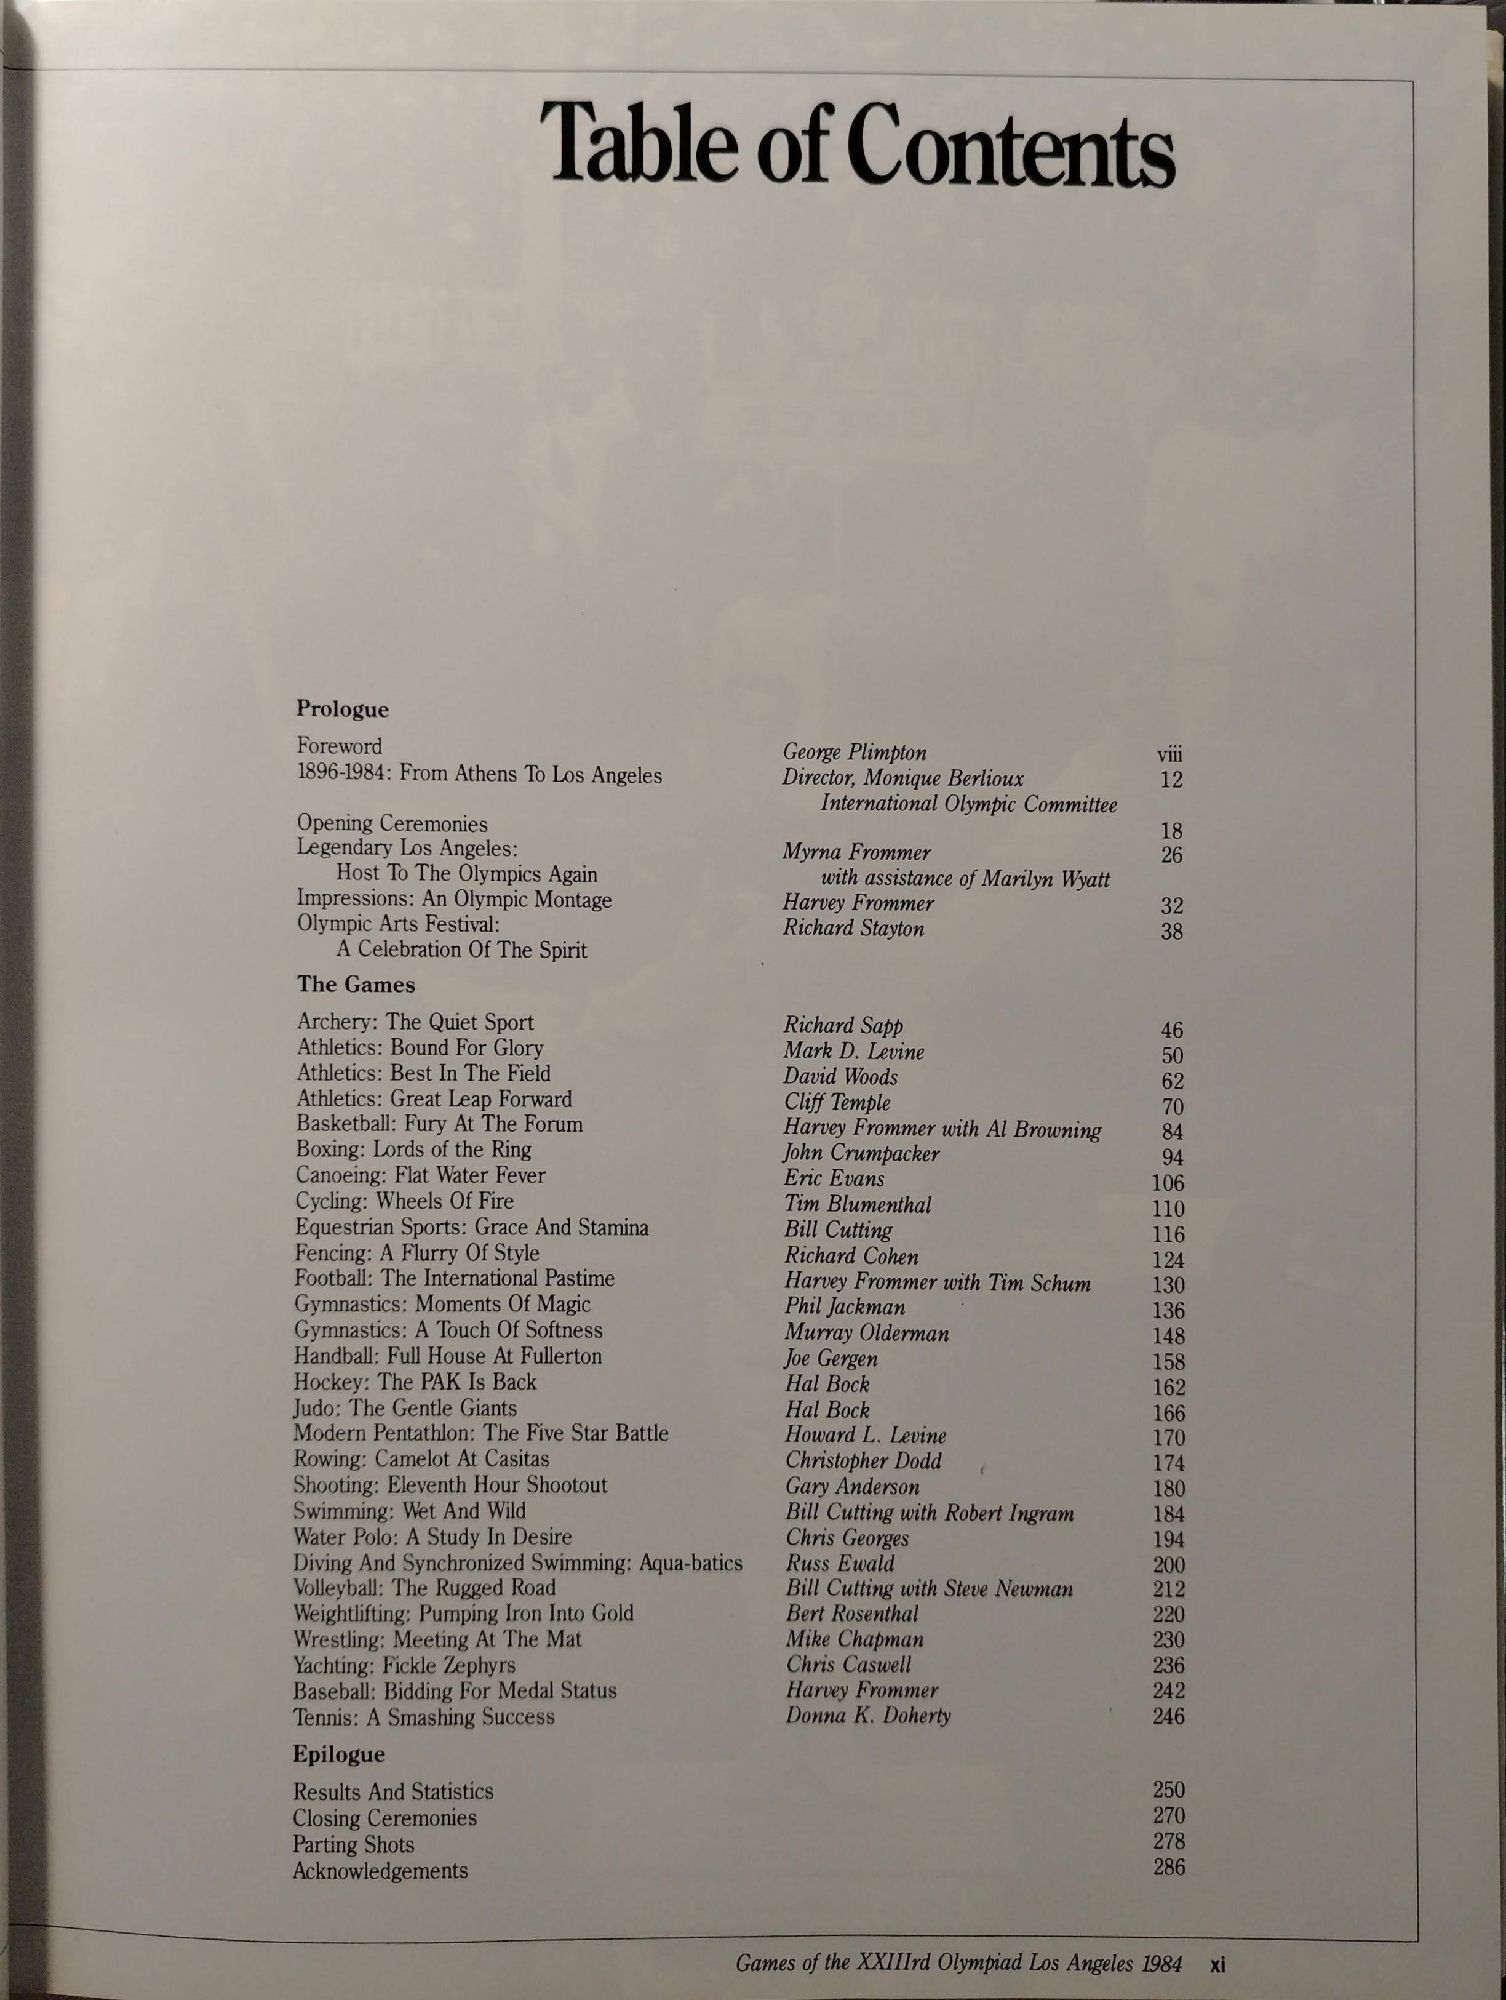 Table of Contents
Prologue
Foreword George Plimpton viii
1896-1984: From Athens To Los Angeles Director, Monique Berlioux 12
International Olympic Committee
Opening Ceremonies 18
Legendary Los Angeles: Myrna Frommer 26
Host To The Olympics Again with assistance of Marilyn Wyatt
Impressions: An Olympic Montage Harvey Frommer 32
Olympic Arts Festival: Richard Stayton 38
A Celebration Of The Spirit
The Games
Archery: The Quiet Sport Richard Sapp 46
Athletics: Bound For Glory Mark D. Levine 50
Athletics: Best In The Field David Woods 62
Athletics: Great Leap Forward Cliff Temple 70
Basketball: Fury At The Forum Harvey Frommer with Al Browning 84
Boxing: Lords of the Ring John Crumpacker 94
Canoeing: Flat Water Fever Eric Evans 106
Cycling: Wheels Of Fire Tim Blumenthal 110
Equestrian Sports: Grace And Stamina Bill Cutting 116
Fencing: A Flurry Of Style Richard Cohen 124
Football: The International Pastime Harvey Frommer with Tim Schum 130
Gymnastics: Moments Of Magic Phil Jackman 136
Gymnastics: A Touch Of Softness Murray Olderman 148
Handball: Full House At Fullerton Joe Gergen 158
Hockey: The PAK Is Back Hal Bock 162
Judo: The Gentle Giants Hal Bock 166
Modern Pentathlon: The Five Star Battle Howard L. Levine 170
Rowing: Camelot At Casitas Christopher Dodd 174
Shooting: Eleventh Hour Shootout Gary Anderson 180
Swimming: Wet And Wild Bill Cutting with Robert Ingram 184
Water Polo: A Study In Desire Chris Georges 194
Diving And Synchronized Swimming: Aqua-batics Russ Ewald 200
Volleyball: The Rugged Road Bill Cutting with Steve Newman 212
Weightlifting: Pumping Iron Into Gold Bert Rosenthal 220
Wrestling: Meeting At The Mat Mike Chapman 230
Yachting: Fickle Zephyrs Chris Caswell 236
Baseball: Bidding For Medal Status Harvey Frommer 242
Tennis: A Smashing Success Donna K. Doherty 246
Epilogue
Results And Statistics 250
Closing Ceremonies 270
Parting Shots 278
Acknowledgements 286
Games of the XXIIIrd Olympiad Los Angeles 1984 xi